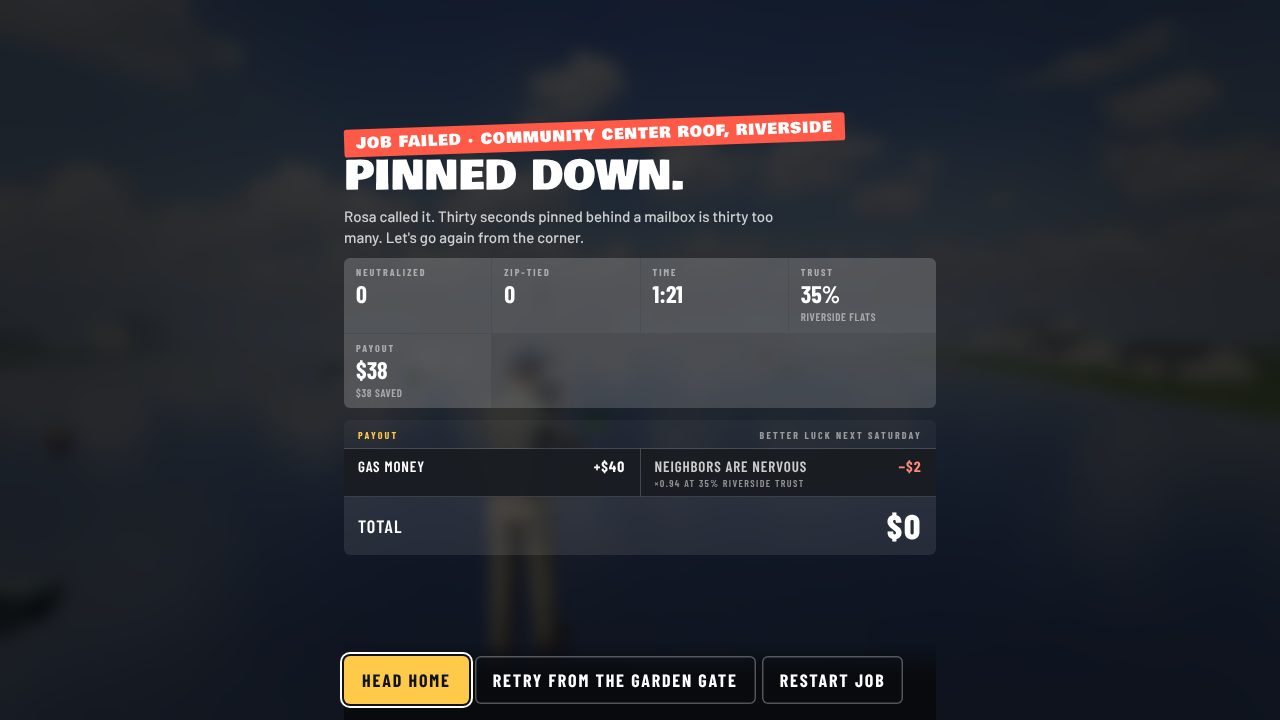 JOB FAILED · COMMUNITY CENTER ROOF, RIVERSIDE
PINNED DOWN.
Rosa called it. Thirty seconds pinned behind a mailbox is thirty too
many. Let's go again from the corner.
NEUTRALIZED
0
ZIP-TIED
0
TIME
1:21
TRUST
35%
RIVERSIDE FLATS
PAYOUT
$38
$38 SAVED
PAYOUT
BETTER LUCK NEXT SATURDAY
GAS MONEY +$40
NEIGHBORS ARE NERVOUS −$2
×0.94 AT 35% RIVERSIDE TRUST
TOTAL $0
HEAD HOME
RETRY FROM THE GARDEN GATE
RESTART JOB